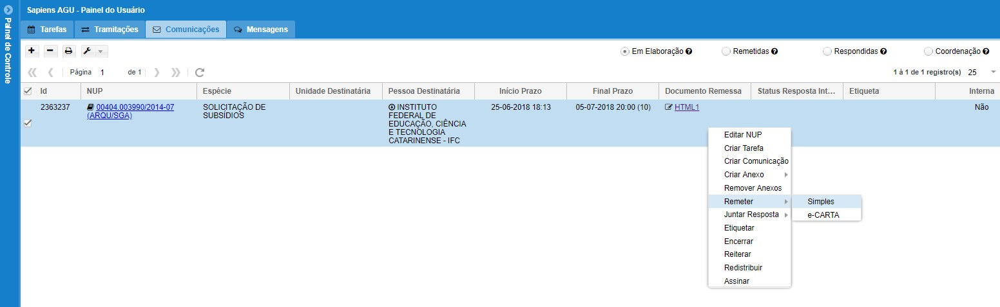 Painel de Controle
Sapiens AGU - Painel do Usuário
Tarefas Tramitações Comunicações Mensagens
Em Elaboração Remetidas Respondidas Coordenação
Página 1 de 1 1 à 1 de 1 registro(s) 25
Id NUP Espécie Unidade Destinatária Pessoa Destinatária Início Prazo Final Prazo Documento Remessa Status Resposta Int... Etiqueta Interna
2363237 00404.003990/2014-07 SOLICITAÇÃO DE INSTITUTO 25-06-2018 18:13 05-07-2018 20:00 (10) HTML1 Não
(ARQU/SGA) SUBSÍDIOS FEDERAL DE
EDUCAÇÃO, CIÊNCIA
E TECNOLOGIA
CATARINENSE - IFC
Editar NUP
Criar Tarefa
Criar Comunicação
Criar Anexo
Remover Anexos
Remeter Simples
Juntar Resposta e-CARTA
Etiquetar
Encerrar
Reiterar
Redistribuir
Assinar